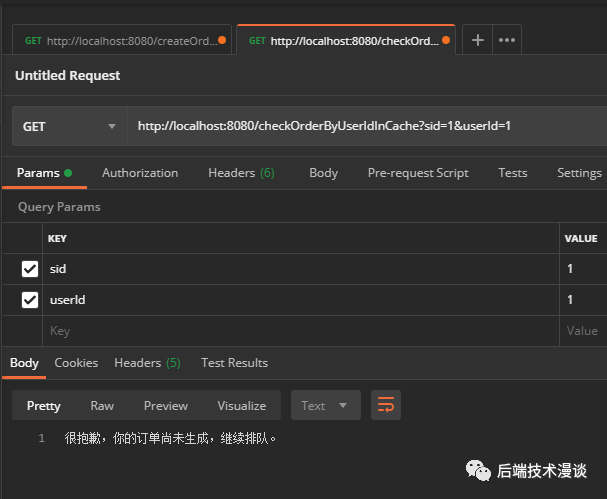 GET http://localhost:8080/createOrd... GET http://localhost:8080/checkOrd... + •••
Untitled Request
GET http://localhost:8080/checkOrderByUserIdInCache?sid=1&userId=1
Params Authorization Headers (6) Body Pre-request Script Tests Settings
Query Params
KEY VALUE
sid 1
userId 1
Key Value
Body Cookies Headers (5) Test Results
Pretty Raw Preview Visualize Text
1 很抱歉，你的订单尚未生成，继续排队。
后端技术漫谈